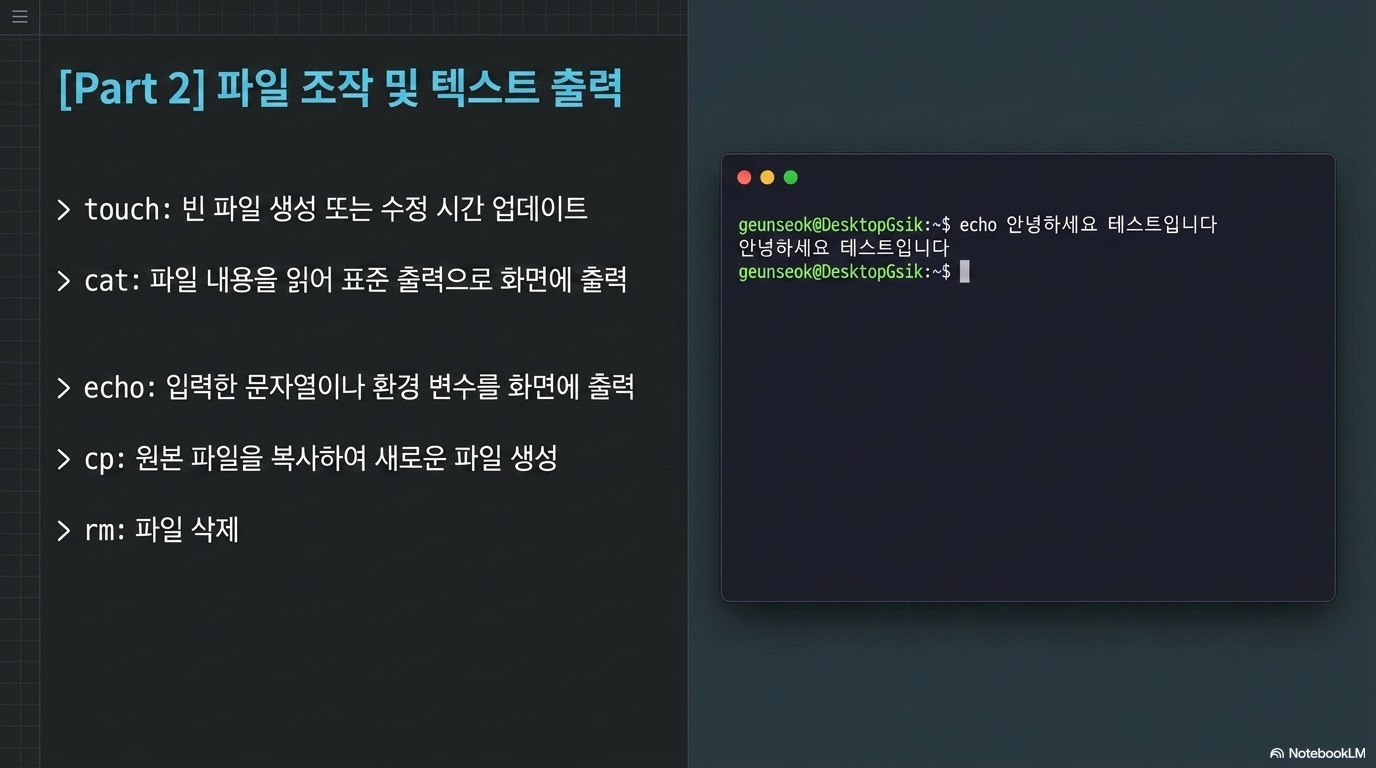 [Part 2] 파일 조작 및 텍스트 출력
> touch: 빈 파일 생성 또는 수정 시간 업데이트
> cat: 파일 내용을 읽어 표준 출력으로 화면에 출력
> echo: 입력한 문자열이나 환경 변수를 화면에 출력
> cp: 원본 파일을 복사하여 새로운 파일 생성
> rm: 파일 삭제
geunseok@DesktopGsik:~$ echo 안녕하세요 테스트입니다
안녕하세요 테스트입니다
geunseok@DesktopGsik:~$
NotebookLM